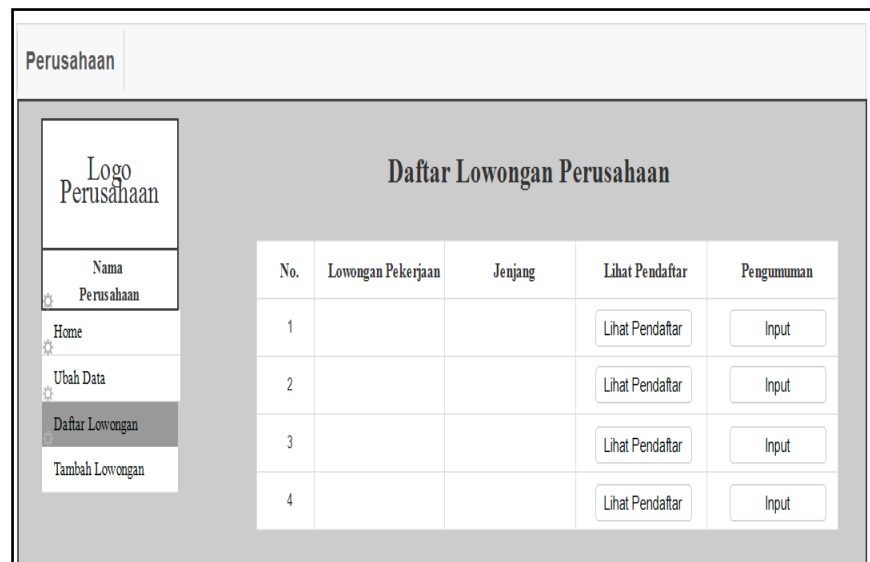 Perusahaan
Logo
Perusahaan
Nama
Perusahaan
Home
Ubah Data
Daftar Lowongan
Tambah Lowongan
Daftar Lowongan Perusahaan
No. Lowongan Pekerjaan Jenjang Lihat Pendaftar Pengumuman
1 Lihat Pendaftar Input
2 Lihat Pendaftar Input
3 Lihat Pendaftar Input
4 Lihat Pendaftar Input